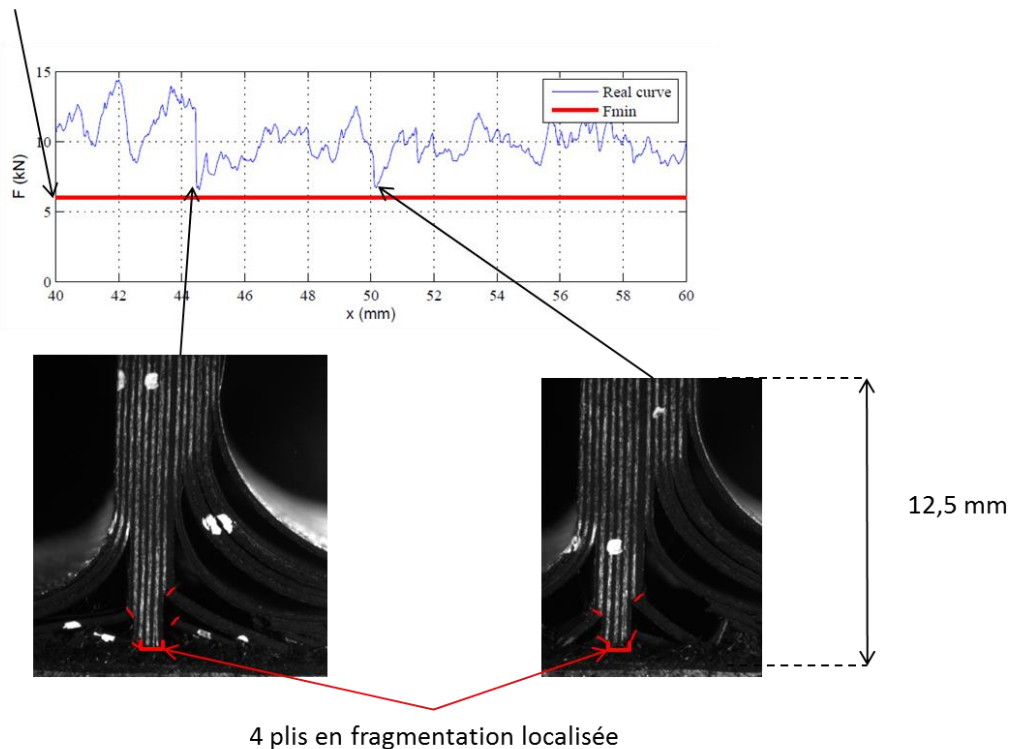 15
10
5
0
F (kN)
Real curve
Fmin
40 42 44 46 48 50 52 54 56 58 60
x (mm)
12,5 mm
4 plis en fragmentation localisée